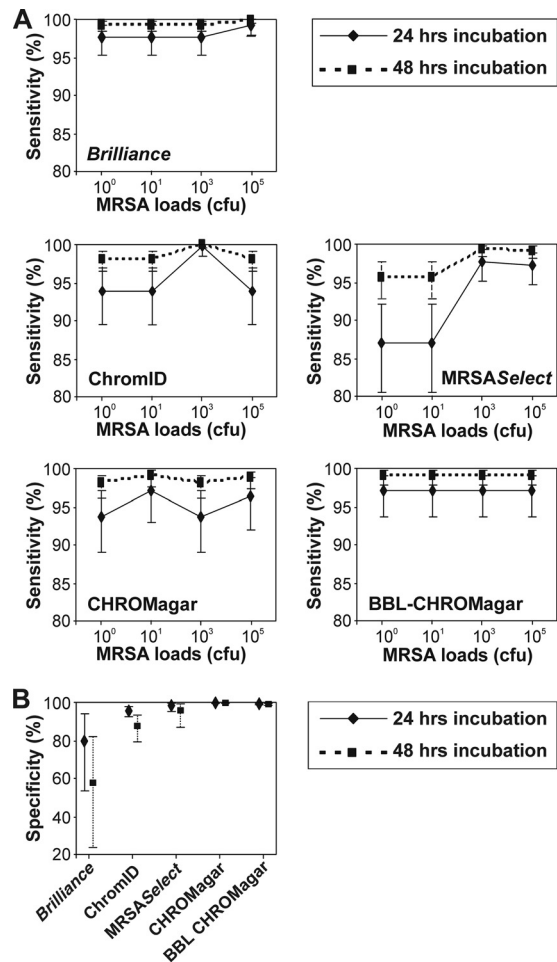 A
Sensitivity (%)
100
95
90
85
80
Brilliance
10⁰ 10¹ 10³ 10⁵
MRSA loads (cfu)
24 hrs incubation
48 hrs incubation
Sensitivity (%)
100
95
90
85
80
ChromID
10⁰ 10¹ 10³ 10⁵
MRSA loads (cfu)
Sensitivity (%)
100
95
90
85
80
MRSASelect
10⁰ 10¹ 10³ 10⁵
MRSA loads (cfu)
Sensitivity (%)
100
95
90
85
80
CHROMagar
10⁰ 10¹ 10³ 10⁵
MRSA loads (cfu)
Sensitivity (%)
100
95
90
85
80
BBL-CHROMagar
10⁰ 10¹ 10³ 10⁵
MRSA loads (cfu)
B
Specificity (%)
100
80
60
40
20
Brilliance
ChromID
MRSASelect
CHROMagar
BBL CHROMagar
24 hrs incubation
48 hrs incubation